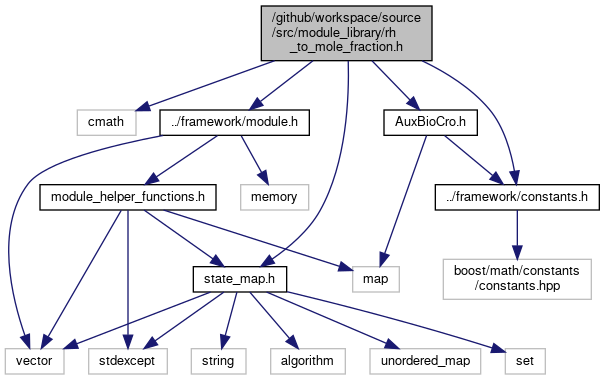 /github/workspace/source
/src/module_library/rh
_to_mole_fraction.h
cmath
../framework/module.h
AuxBioCro.h
module_helper_functions.h
memory
../framework/constants.h
state_map.h
map
boost/math/constants
/constants.hpp
vector
stdexcept
string
algorithm
unordered_map
set